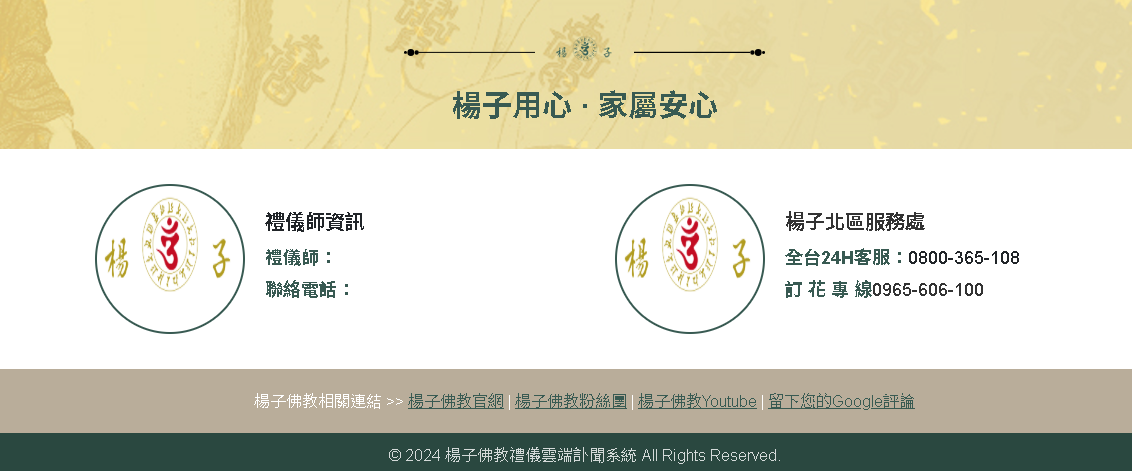 楊 子
楊子用心 · 家屬安心
楊 子
禮儀師資訊
禮儀師：
聯絡電話：
楊 子
楊子北區服務處
全台24H客服：0800-365-108
訂 花 專 線0965-606-100
楊子佛教相關連結 >> 楊子佛教官網 | 楊子佛教粉絲團 | 楊子佛教Youtube | 留下您的Google評論
© 2024 楊子佛教禮儀雲端訃聞系統 All Rights Reserved.